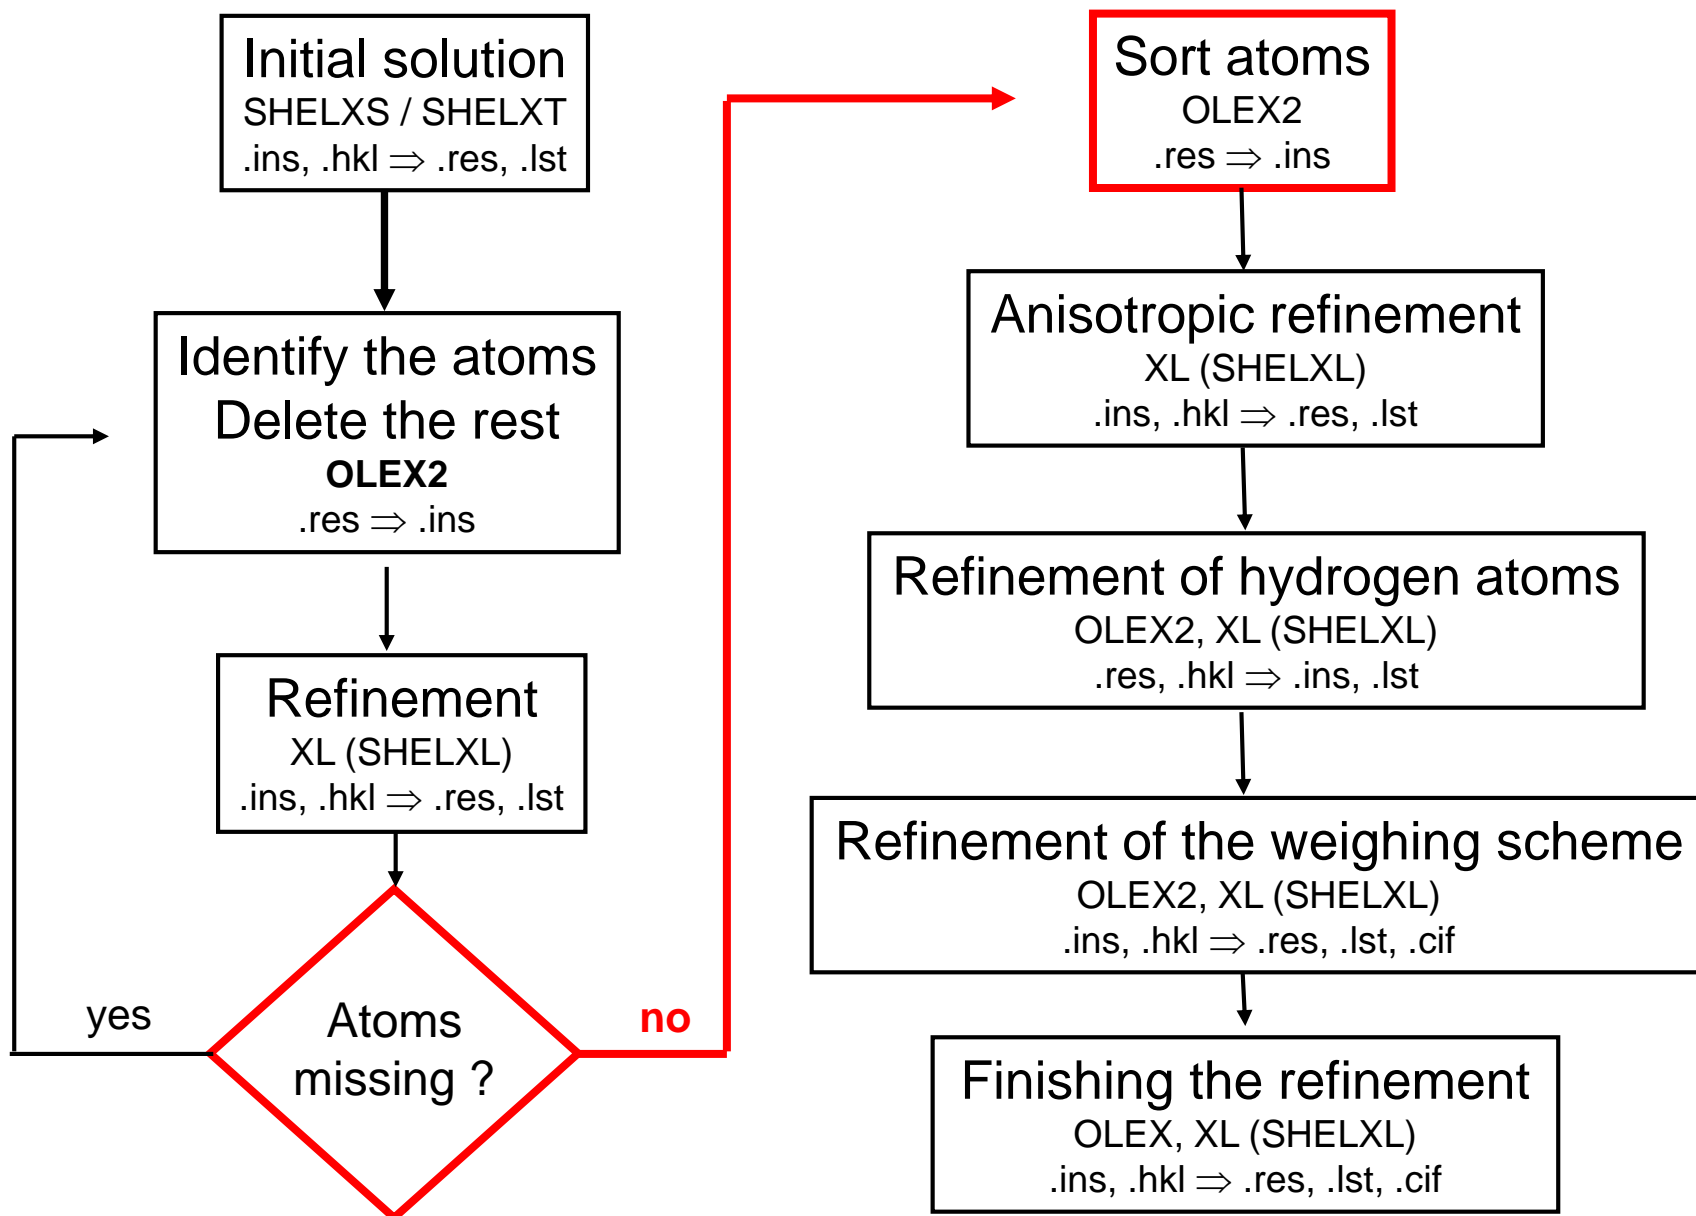 Initial solution
SHELXS / SHELXT
.ins, .hkl ⇒ .res, .lst
Identify the atoms
Delete the rest
OLEX2
.res ⇒ .ins
Refinement
XL (SHELXL)
.ins, .hkl ⇒ .res, .lst
Atoms
missing ?
yes
no
Sort atoms
OLEX2
.res ⇒ .ins
Anisotropic refinement
XL (SHELXL)
.ins, .hkl ⇒ .res, .lst
Refinement of hydrogen atoms
OLEX2, XL (SHELXL)
.res, .hkl ⇒ .ins, .lst
Refinement of the weighing scheme
OLEX2, XL (SHELXL)
.ins, .hkl ⇒ .res, .lst, .cif
Finishing the refinement
OLEX, XL (SHELXL)
.ins, .hkl ⇒ .res, .lst, .cif